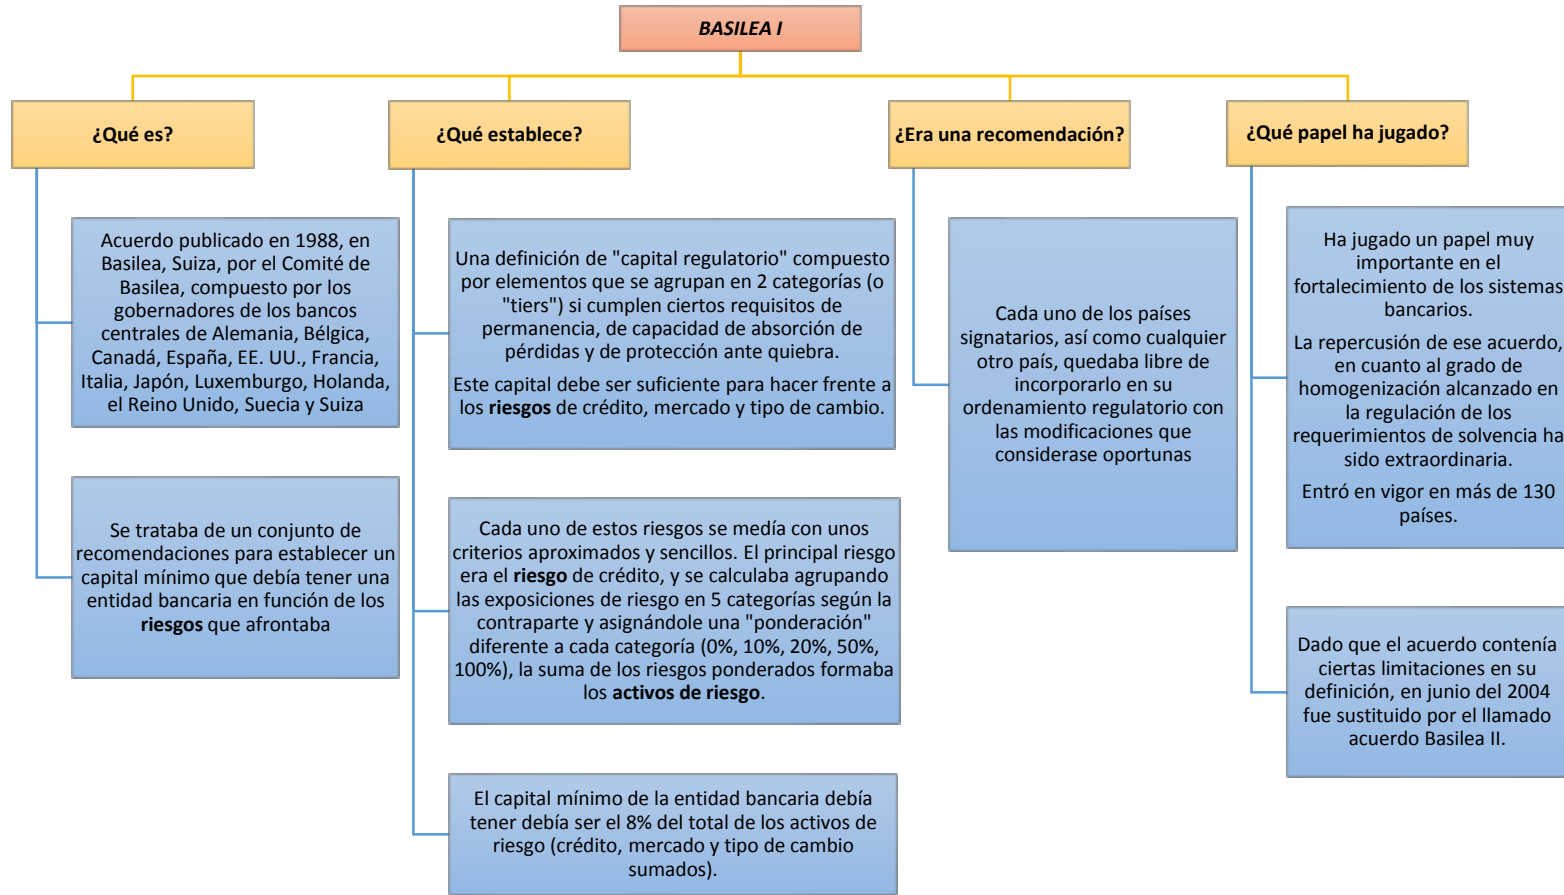 BASILEA I
¿Qué es?
Acuerdo publicado en 1988, en
Basilea, Suiza, por el Comité de
Basilea, compuesto por los
gobernadores de los bancos
centrales de Alemania, Bélgica,
Canadá, España, EE. UU., Francia,
Italia, Japón, Luxemburgo, Holanda,
el Reino Unido, Suecia y Suiza
Se trataba de un conjunto de
recomendaciones para establecer un
capital mínimo que debía tener una
entidad bancaria en función de los
riesgos que afrontaba
¿Qué establece?
Una definición de "capital regulatorio" compuesto
por elementos que se agrupan en 2 categorías (o
"tiers") si cumplen ciertos requisitos de
permanencia, de capacidad de absorción de
pérdidas y de protección ante quiebra.
Este capital debe ser suficiente para hacer frente a
los riesgos de crédito, mercado y tipo de cambio.
Cada uno de estos riesgos se medía con unos
criterios aproximados y sencillos. El principal riesgo
era el riesgo de crédito, y se calculaba agrupando
las exposiciones de riesgo en 5 categorías según la
contraparte y asignándole una "ponderación"
diferente a cada categoría (0%, 10%, 20%, 50%,
100%), la suma de los riesgos ponderados formaba
los activos de riesgo.
El capital mínimo de la entidad bancaria debía
tener debía ser el 8% del total de los activos de
riesgo (crédito, mercado y tipo de cambio
sumados).
¿Era una recomendación?
Cada uno de los países
signatarios, así como cualquier
otro país, quedaba libre de
incorporarlo en su
ordenamiento regulatorio con
las modificaciones que
considerase oportunas
¿Qué papel ha jugado?
Ha jugado un papel muy
importante en el
fortalecimiento de los sistemas
bancarios.
La repercusión de ese acuerdo,
en cuanto al grado de
homogenización alcanzado en
la regulación de los
requerimientos de solvencia ha
sido extraordinaria.
Entró en vigor en más de 130
países.
Dado que el acuerdo contenía
ciertas limitaciones en su
definición, en junio del 2004
fue sustituido por el llamado
acuerdo Basilea II.